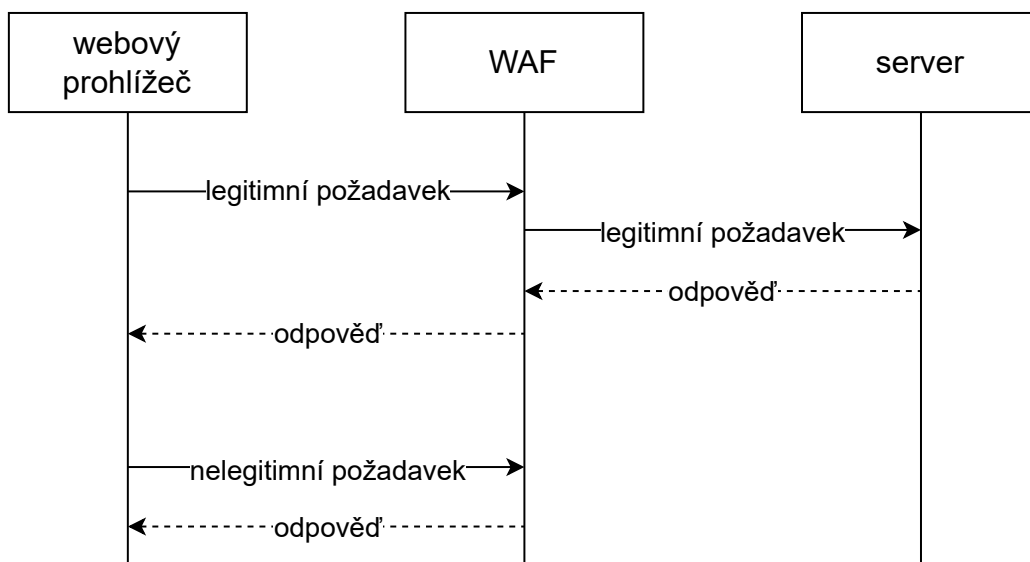 webový
prohlížeč
WAF
server
legitimní požadavek
legitimní požadavek
odpověď
odpověď
nelegitimní požadavek
odpověď